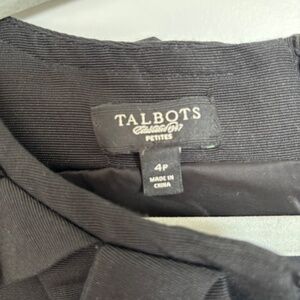 TALBOTS
PETITES
4P
MADE IN
CHINA